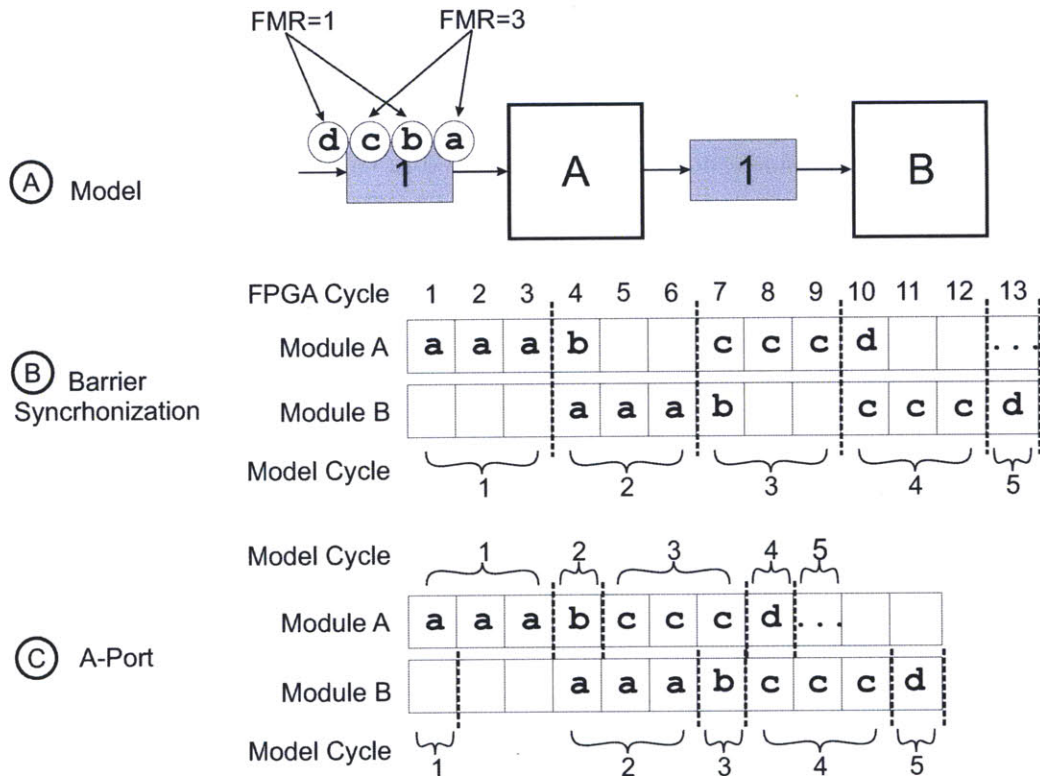 FMR=1 FMR=3
d c b a
1 A 1 B
A Model
FPGA Cycle 1 2 3 4 5 6 7 8 9 10 11 12 13
Module A a a a b c c c d ...
B Barrier
Syncrhonization
Module B a a a b c c c d
Model Cycle 1 2 3 4 5
Model Cycle 1 2 3 4 5
Module A a a a b c c c d ...
C A-Port
Module B a a a b c c c d
Model Cycle 1 2 3 4 5